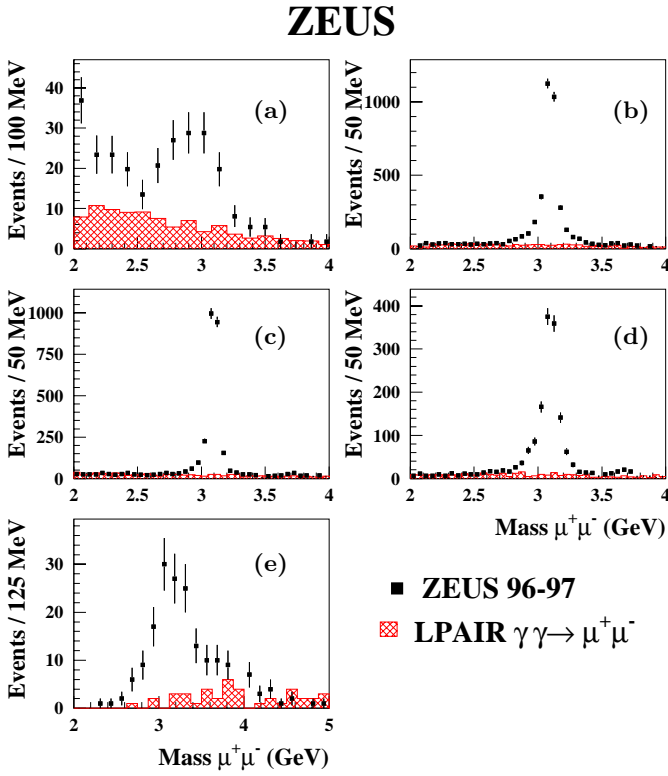 ZEUS
Events / 100 MeV
40
30
20
10
0
(a)
2 2.5 3 3.5 4
Events / 50 MeV
1000
500
0
(b)
2 2.5 3 3.5 4
Events / 50 MeV
1000
750
500
250
0
(c)
2 2.5 3 3.5 4
Events / 50 MeV
400
300
200
100
0
(d)
2 2.5 3 3.5 4
Mass μ⁺μ⁻ (GeV)
Events / 125 MeV
30
20
10
0
(e)
2 3 4 5
Mass μ⁺μ⁻ (GeV)
ZEUS 96-97
LPAIR γγ→ μ⁺μ⁻